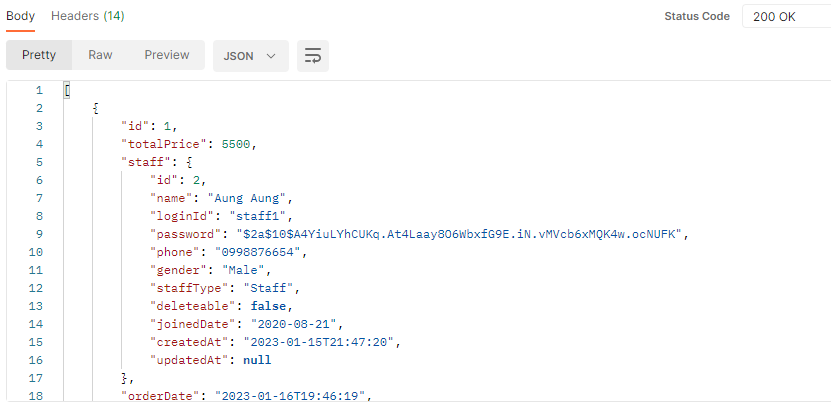 Body Headers (14) Status Code 200 OK
Pretty Raw Preview JSON
1 [
2 {
3 "id": 1,
4 "totalPrice": 5500,
5 "staff": {
6 "id": 2,
7 "name": "Aung Aung",
8 "loginId": "staff1",
9 "password": "$2a$10$A4YiuLYhCUKq.At4Laay8O6WbxfG9E.iN.vMVcb6xMQK4w.ocNUFK",
10 "phone": "0998876654",
11 "gender": "Male",
12 "staffType": "Staff",
13 "deleteable": false,
14 "joinedDate": "2020-08-21",
15 "createdAt": "2023-01-15T21:47:20",
16 "updatedAt": null
17 },
18 "orderDate": "2023-01-16T19:46:19",